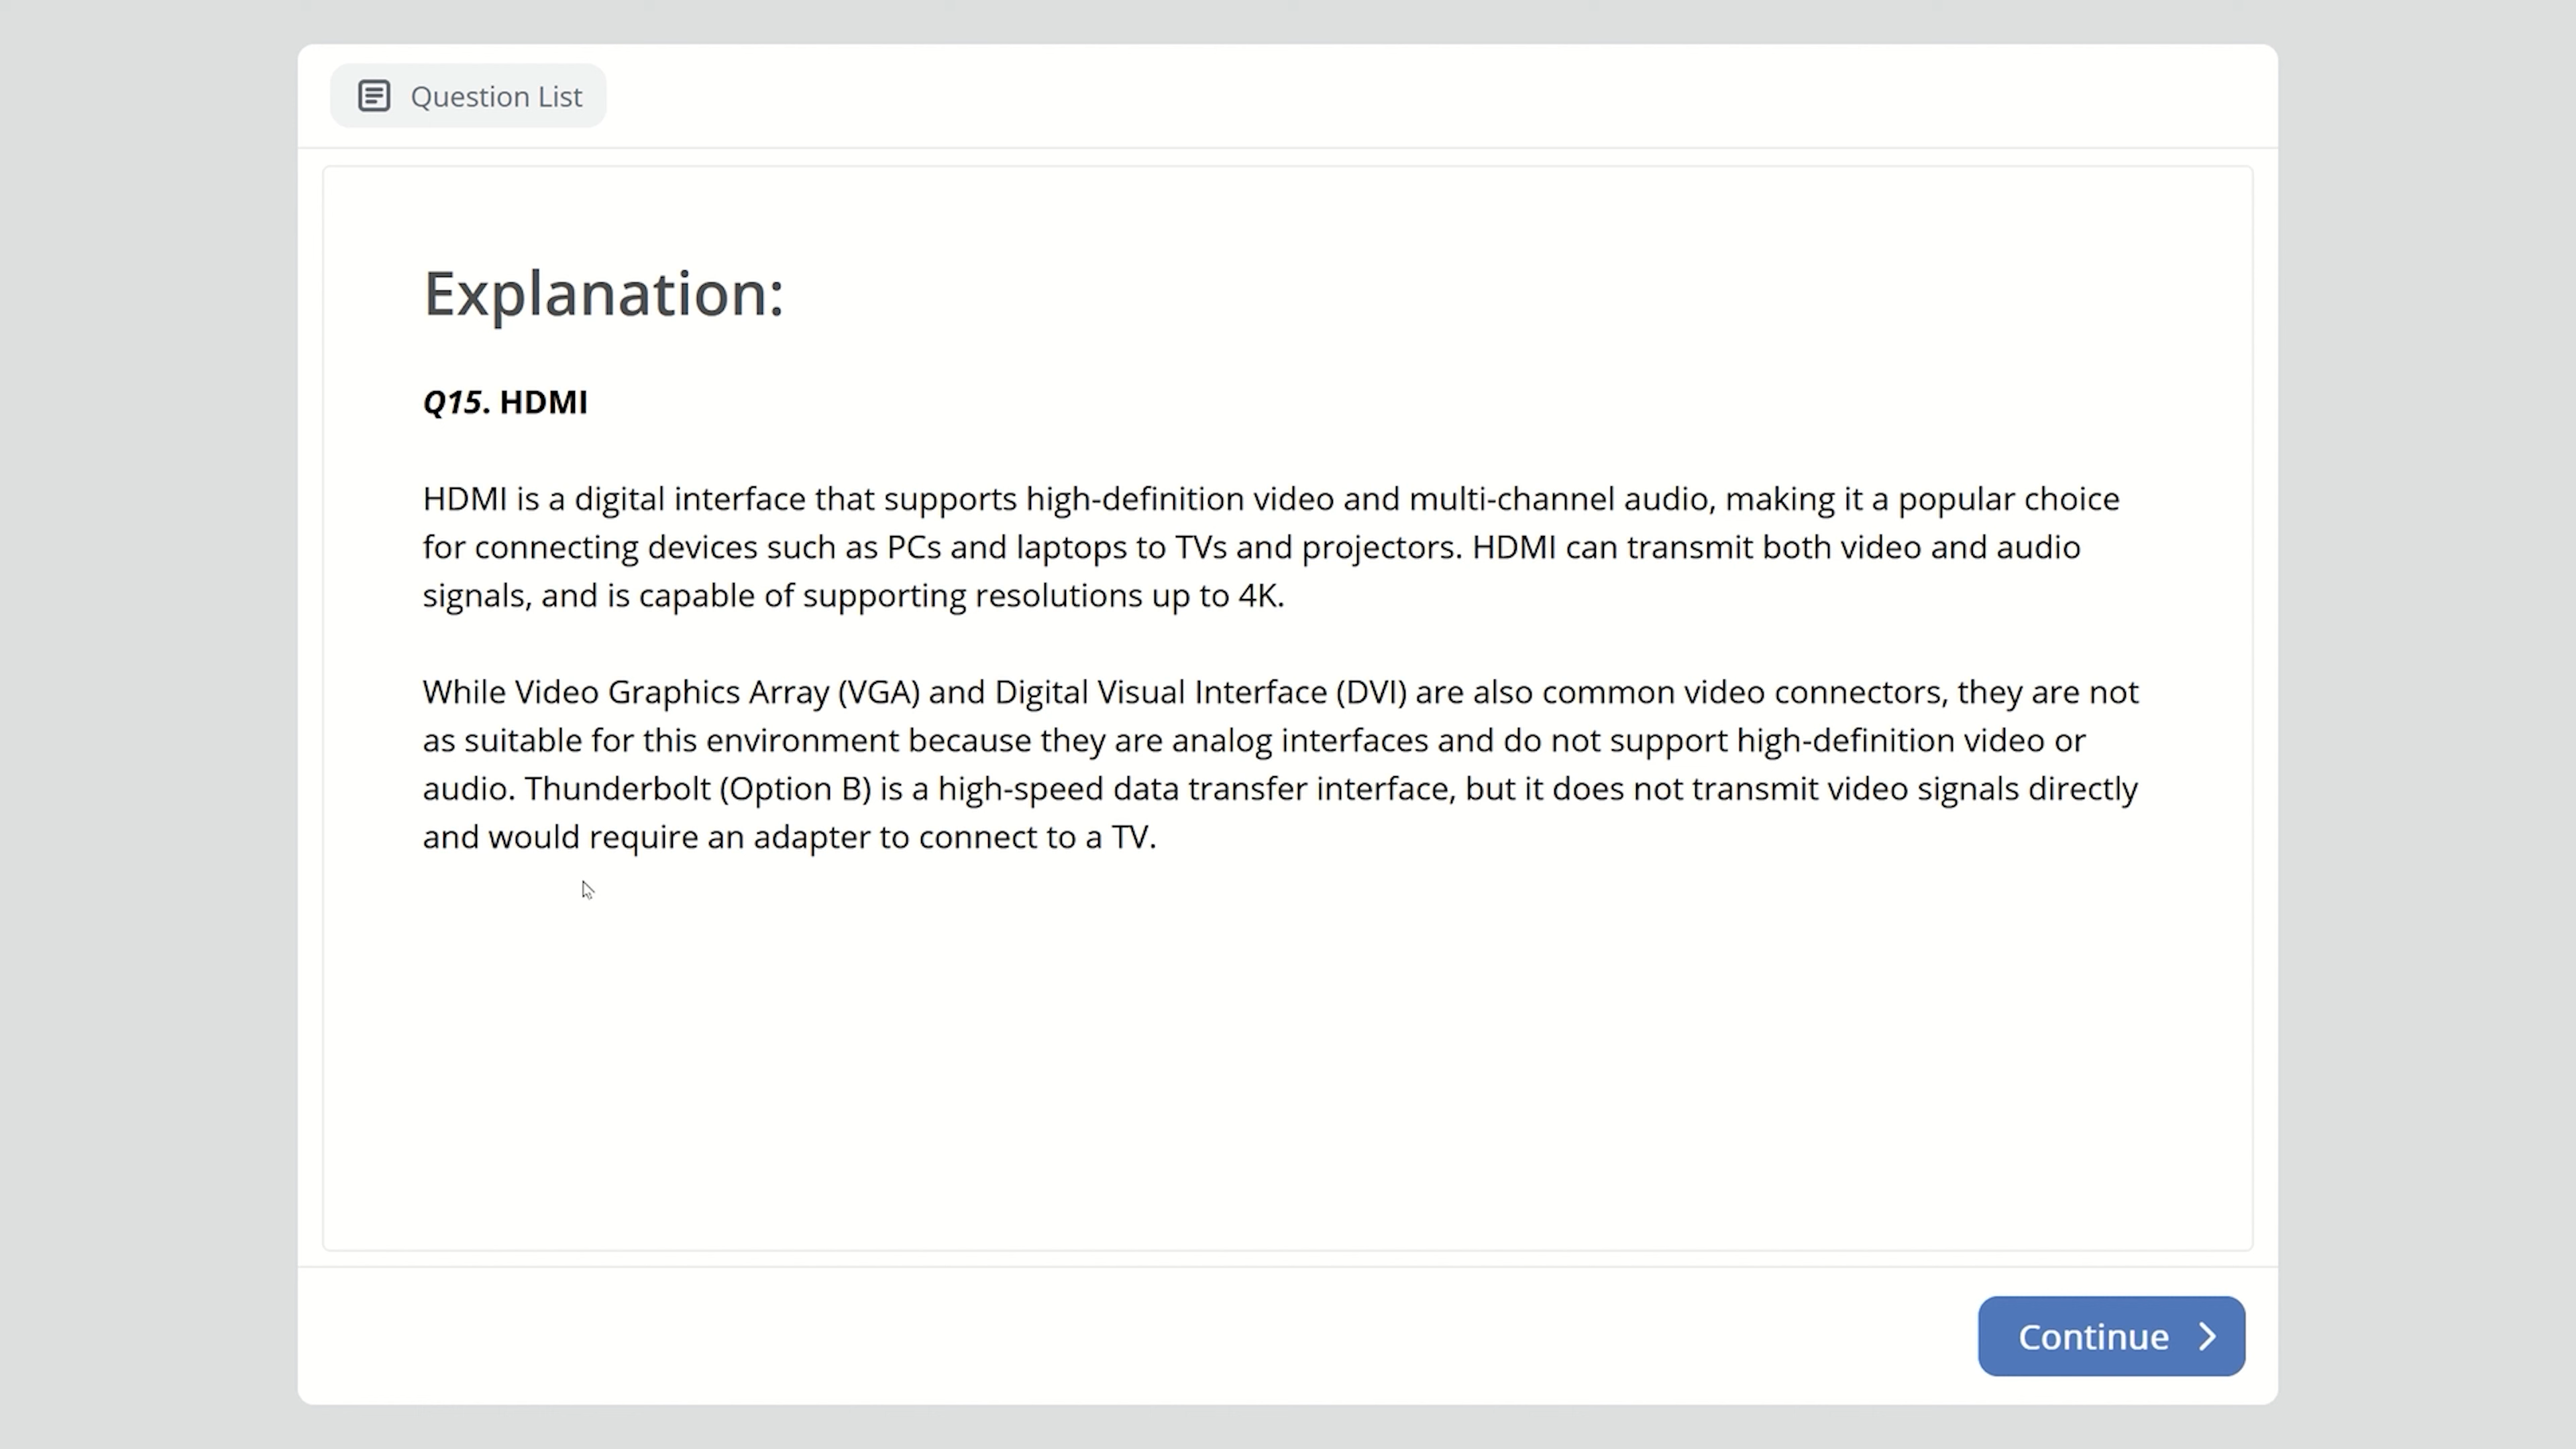 Question List
Explanation:
Q15. HDMI
HDMI is a digital interface that supports high-definition video and multi-channel audio, making it a popular choice
for connecting devices such as PCs and laptops to TVs and projectors. HDMI can transmit both video and audio
signals, and is capable of supporting resolutions up to 4K.
While Video Graphics Array (VGA) and Digital Visual Interface (DVI) are also common video connectors, they are not
as suitable for this environment because they are analog interfaces and do not support high-definition video or
audio. Thunderbolt (Option B) is a high-speed data transfer interface, but it does not transmit video signals directly
and would require an adapter to connect to a TV.
Continue